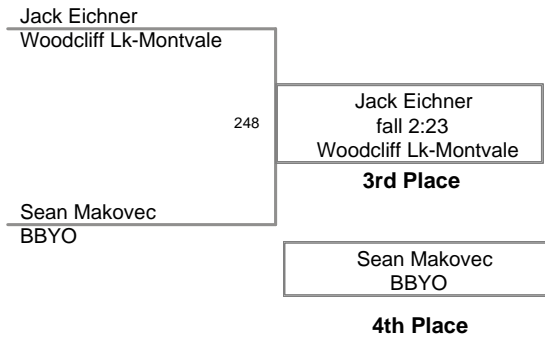 Jack Eichner
Woodcliff Lk-Montvale
248
Jack Eichner
fall 2:23
Woodcliff Lk-Montvale
3rd Place
Sean Makovec
BBYO
Sean Makovec
BBYO
4th Place